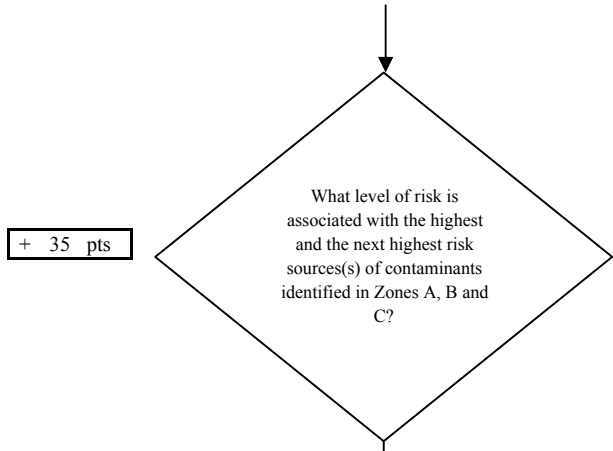 What level of risk is
associated with the highest
and the next highest risk
sources(s) of contaminants
identified in Zones A, B and
C?
+ 35 pts